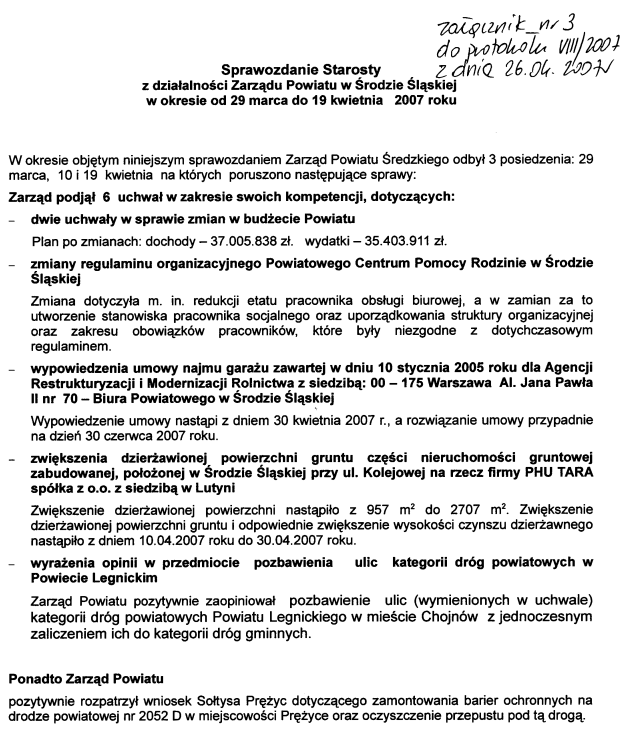 załącznik nr 3
do protokołu VIII/2007
z dnia 26.04.2007r
Sprawozdanie Starosty
z działalności Zarządu Powiatu w Środzie Śląskiej
w okresie od 29 marca do 19 kwietnia 2007 roku
W okresie objętym niniejszym sprawozdaniem Zarząd Powiatu Średzkiego odbył 3 posiedzenia: 29
marca, 10 i 19 kwietnia na których poruszono następujące sprawy:
Zarząd podjął 6 uchwał w zakresie swoich kompetencji, dotyczących:
– dwie uchwały w sprawie zmian w budżecie Powiatu
Plan po zmianach: dochody – 37.005.838 zł. wydatki – 35.403.911 zł.
– zmiany regulaminu organizacyjnego Powiatowego Centrum Pomocy Rodzinie w Środzie
Śląskiej
Zmiana dotyczyła m. in. redukcji etatu pracownika obsługi biurowej, a w zamian za to
utworzenie stanowiska pracownika socjalnego oraz uporządkowania struktury organizacyjnej
oraz zakresu obowiązków pracowników, które były niezgodne z dotychczasowym
regulaminem.
– wypowiedzenia umowy najmu garażu zawartej w dniu 10 stycznia 2005 roku dla Agencji
Restrukturyzacji i Modernizacji Rolnictwa z siedzibą: 00 – 175 Warszawa Al. Jana Pawła
II nr 70 – Biura Powiatowego w Środzie Śląskiej
Wypowiedzenie umowy nastąpi z dniem 30 kwietnia 2007 r., a rozwiązanie umowy przypadnie
na dzień 30 czerwca 2007 roku.
– zwiększenia dzierżawionej powierzchni gruntu części nieruchomości gruntowej
zabudowanej, położonej w Środzie Śląskiej przy ul. Kolejowej na rzecz firmy PHU TARA
spółka z o.o. z siedzibą w Lutyni
Zwiększenie dzierżawionej powierzchni nastąpiło z 957 m² do 2707 m². Zwiększenie
dzierżawionej powierzchni gruntu i odpowiednie zwiększenie wysokości czynszu dzierżawnego
nastąpiło z dniem 10.04.2007 roku do 30.04.2007 roku.
– wyrażenia opinii w przedmiocie pozbawienia ulic kategorii dróg powiatowych w
Powiecie Legnickim
Zarząd Powiatu pozytywnie zaopiniował pozbawienie ulic (wymienionych w uchwale)
kategorii dróg powiatowych Powiatu Legnickiego w mieście Chojnów z jednoczesnym
zaliczeniem ich do kategorii dróg gminnych.
Ponadto Zarząd Powiatu
pozytywnie rozpatrzył wniosek Sołtysa Prężyc dotyczącego zamontowania barier ochronnych na
drodze powiatowej nr 2052 D w miejscowości Prężyce oraz oczyszczenie przepustu pod tą drogą.